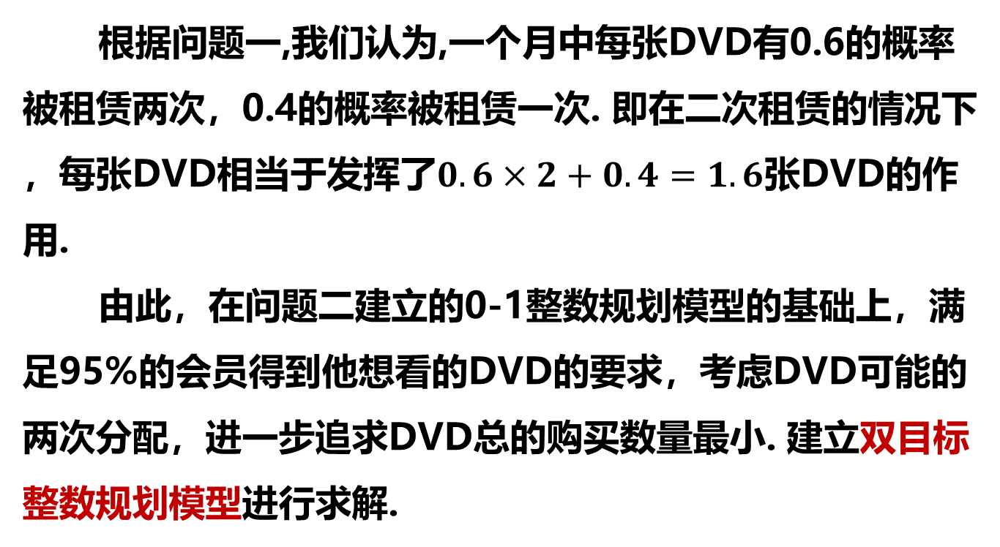 根据问题一,我们认为,一个月中每张DVD有0.6的概率
被租赁两次，0.4的概率被租赁一次. 即在二次租赁的情况下
，每张DVD相当于发挥了0.6 × 2 + 0.4 = 1.6张DVD的作
用.
由此，在问题二建立的0-1整数规划模型的基础上，满
足95%的会员得到他想看的DVD的要求，考虑DVD可能的
两次分配，进一步追求DVD总的购买数量最小. 建立双目标
整数规划模型进行求解.